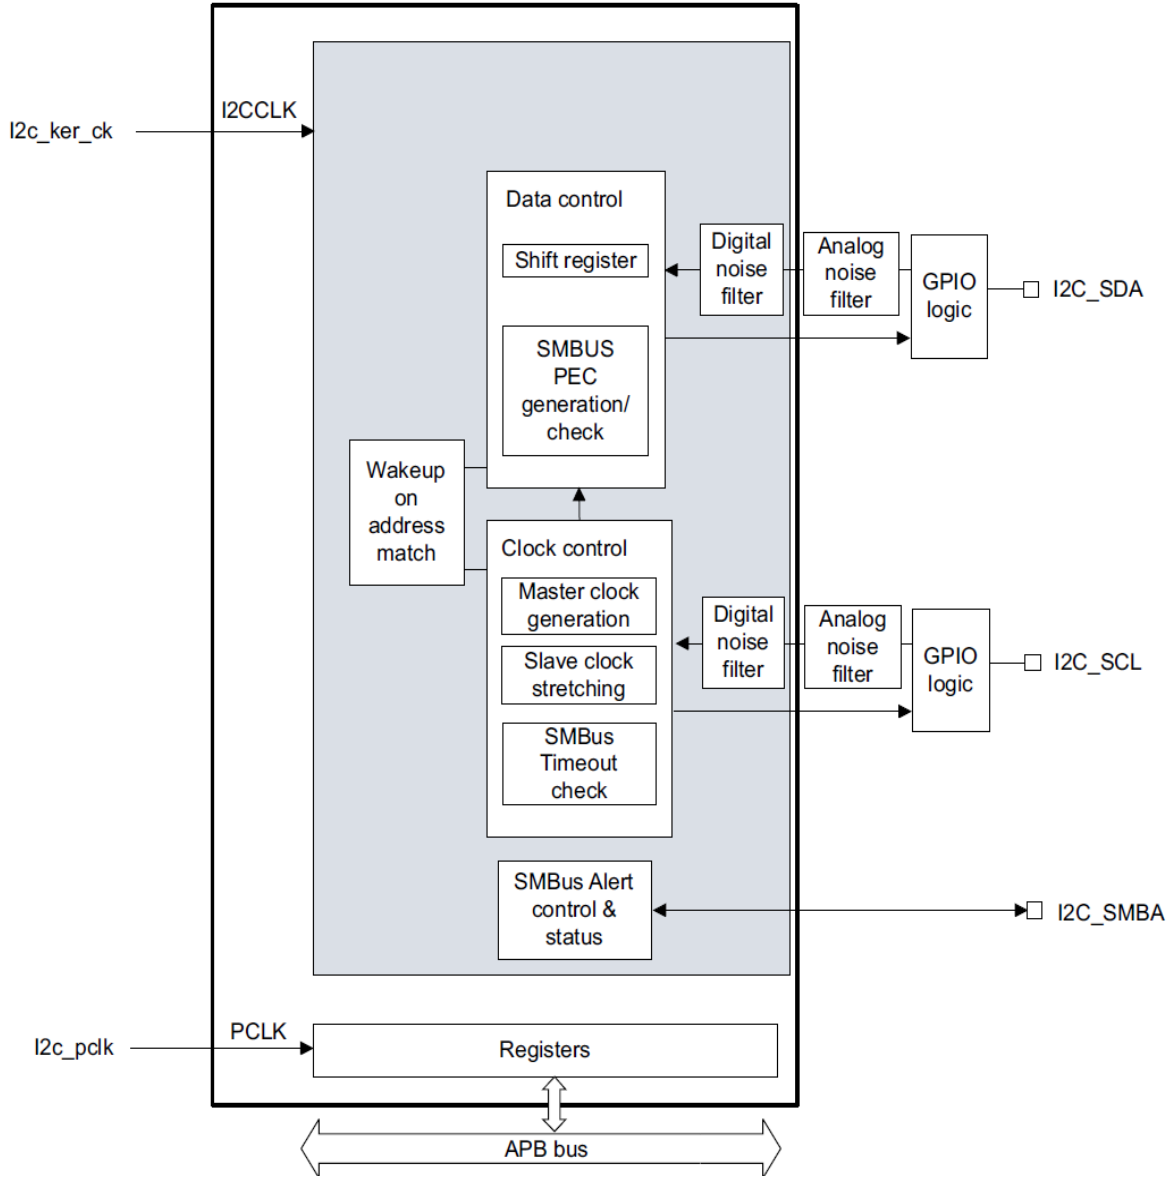 I2CCLK
I2c_ker_ck
Data control
Shift register
SMBUS
PEC
generation/
check
Digital
noise
filter
Analog
noise
filter
GPIO
logic
I2C_SDA
Wakeup
on
address
match
Clock control
Master clock
generation
Slave clock
stretching
SMBus
Timeout
check
Digital
noise
filter
Analog
noise
filter
GPIO
logic
I2C_SCL
SMBus Alert
control &
status
I2C_SMBA
PCLK
I2c_pclk
Registers
APB bus